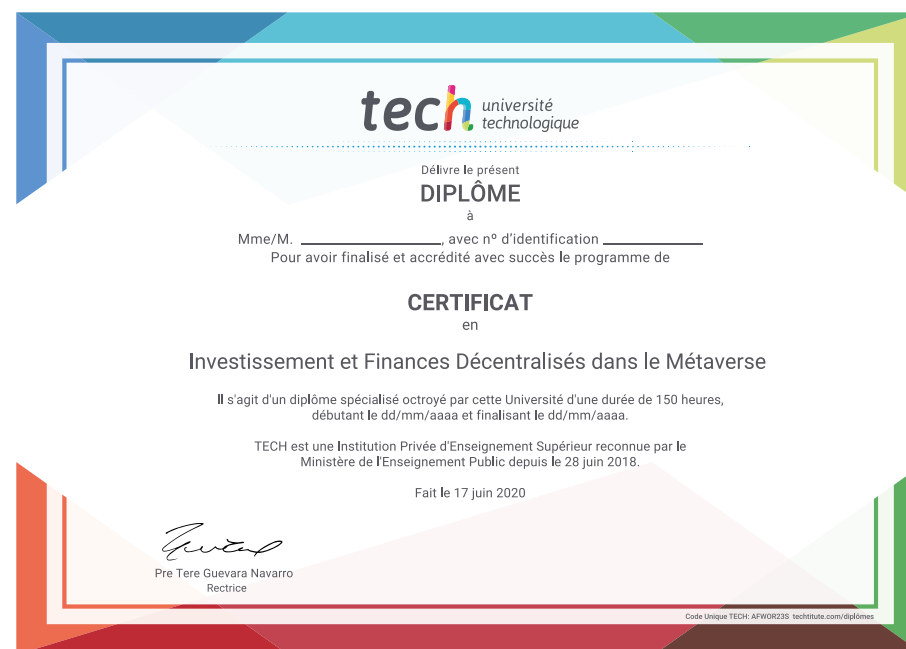 tech université
technologique
Délivre le présent
DIPLÔME
à
Mme/M. ____________________, avec nº d'identification ______________
Pour avoir finalisé et accrédité avec succès le programme de
CERTIFICAT
en
Investissement et Finances Décentralisés dans le Métaverse
Il s'agit d'un diplôme spécialisé octroyé par cette Université d'une durée de 150 heures,
débutant le dd/mm/aaaa et finalisant le dd/mm/aaaa.
TECH est une Institution Privée d'Enseignement Supérieur reconnue par le
Ministère de l'Enseignement Public depuis le 28 juin 2018.
Fait le 17 juin 2020
Pre Tere Guevara Navarro
Rectrice
Code Unique TECH: AFWOR23S techtitute.com/diplômes